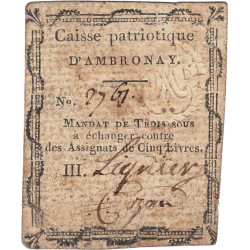 Caisse patriotique
D'AMBRONAY.
No. 2761.
MANDAT DE TROIS SOUS
à échanger contre
des Assignats de Cinq Livres.
III.